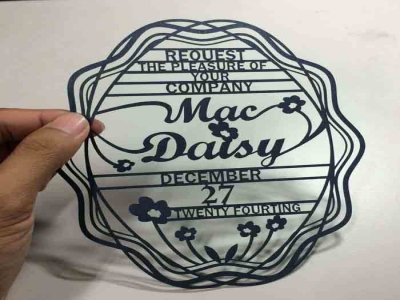 REQUEST
THE PLEASURE OF
YOUR
COMPANY
Mac
Daisy
DECEMBER
27
TWENTY FOURTING